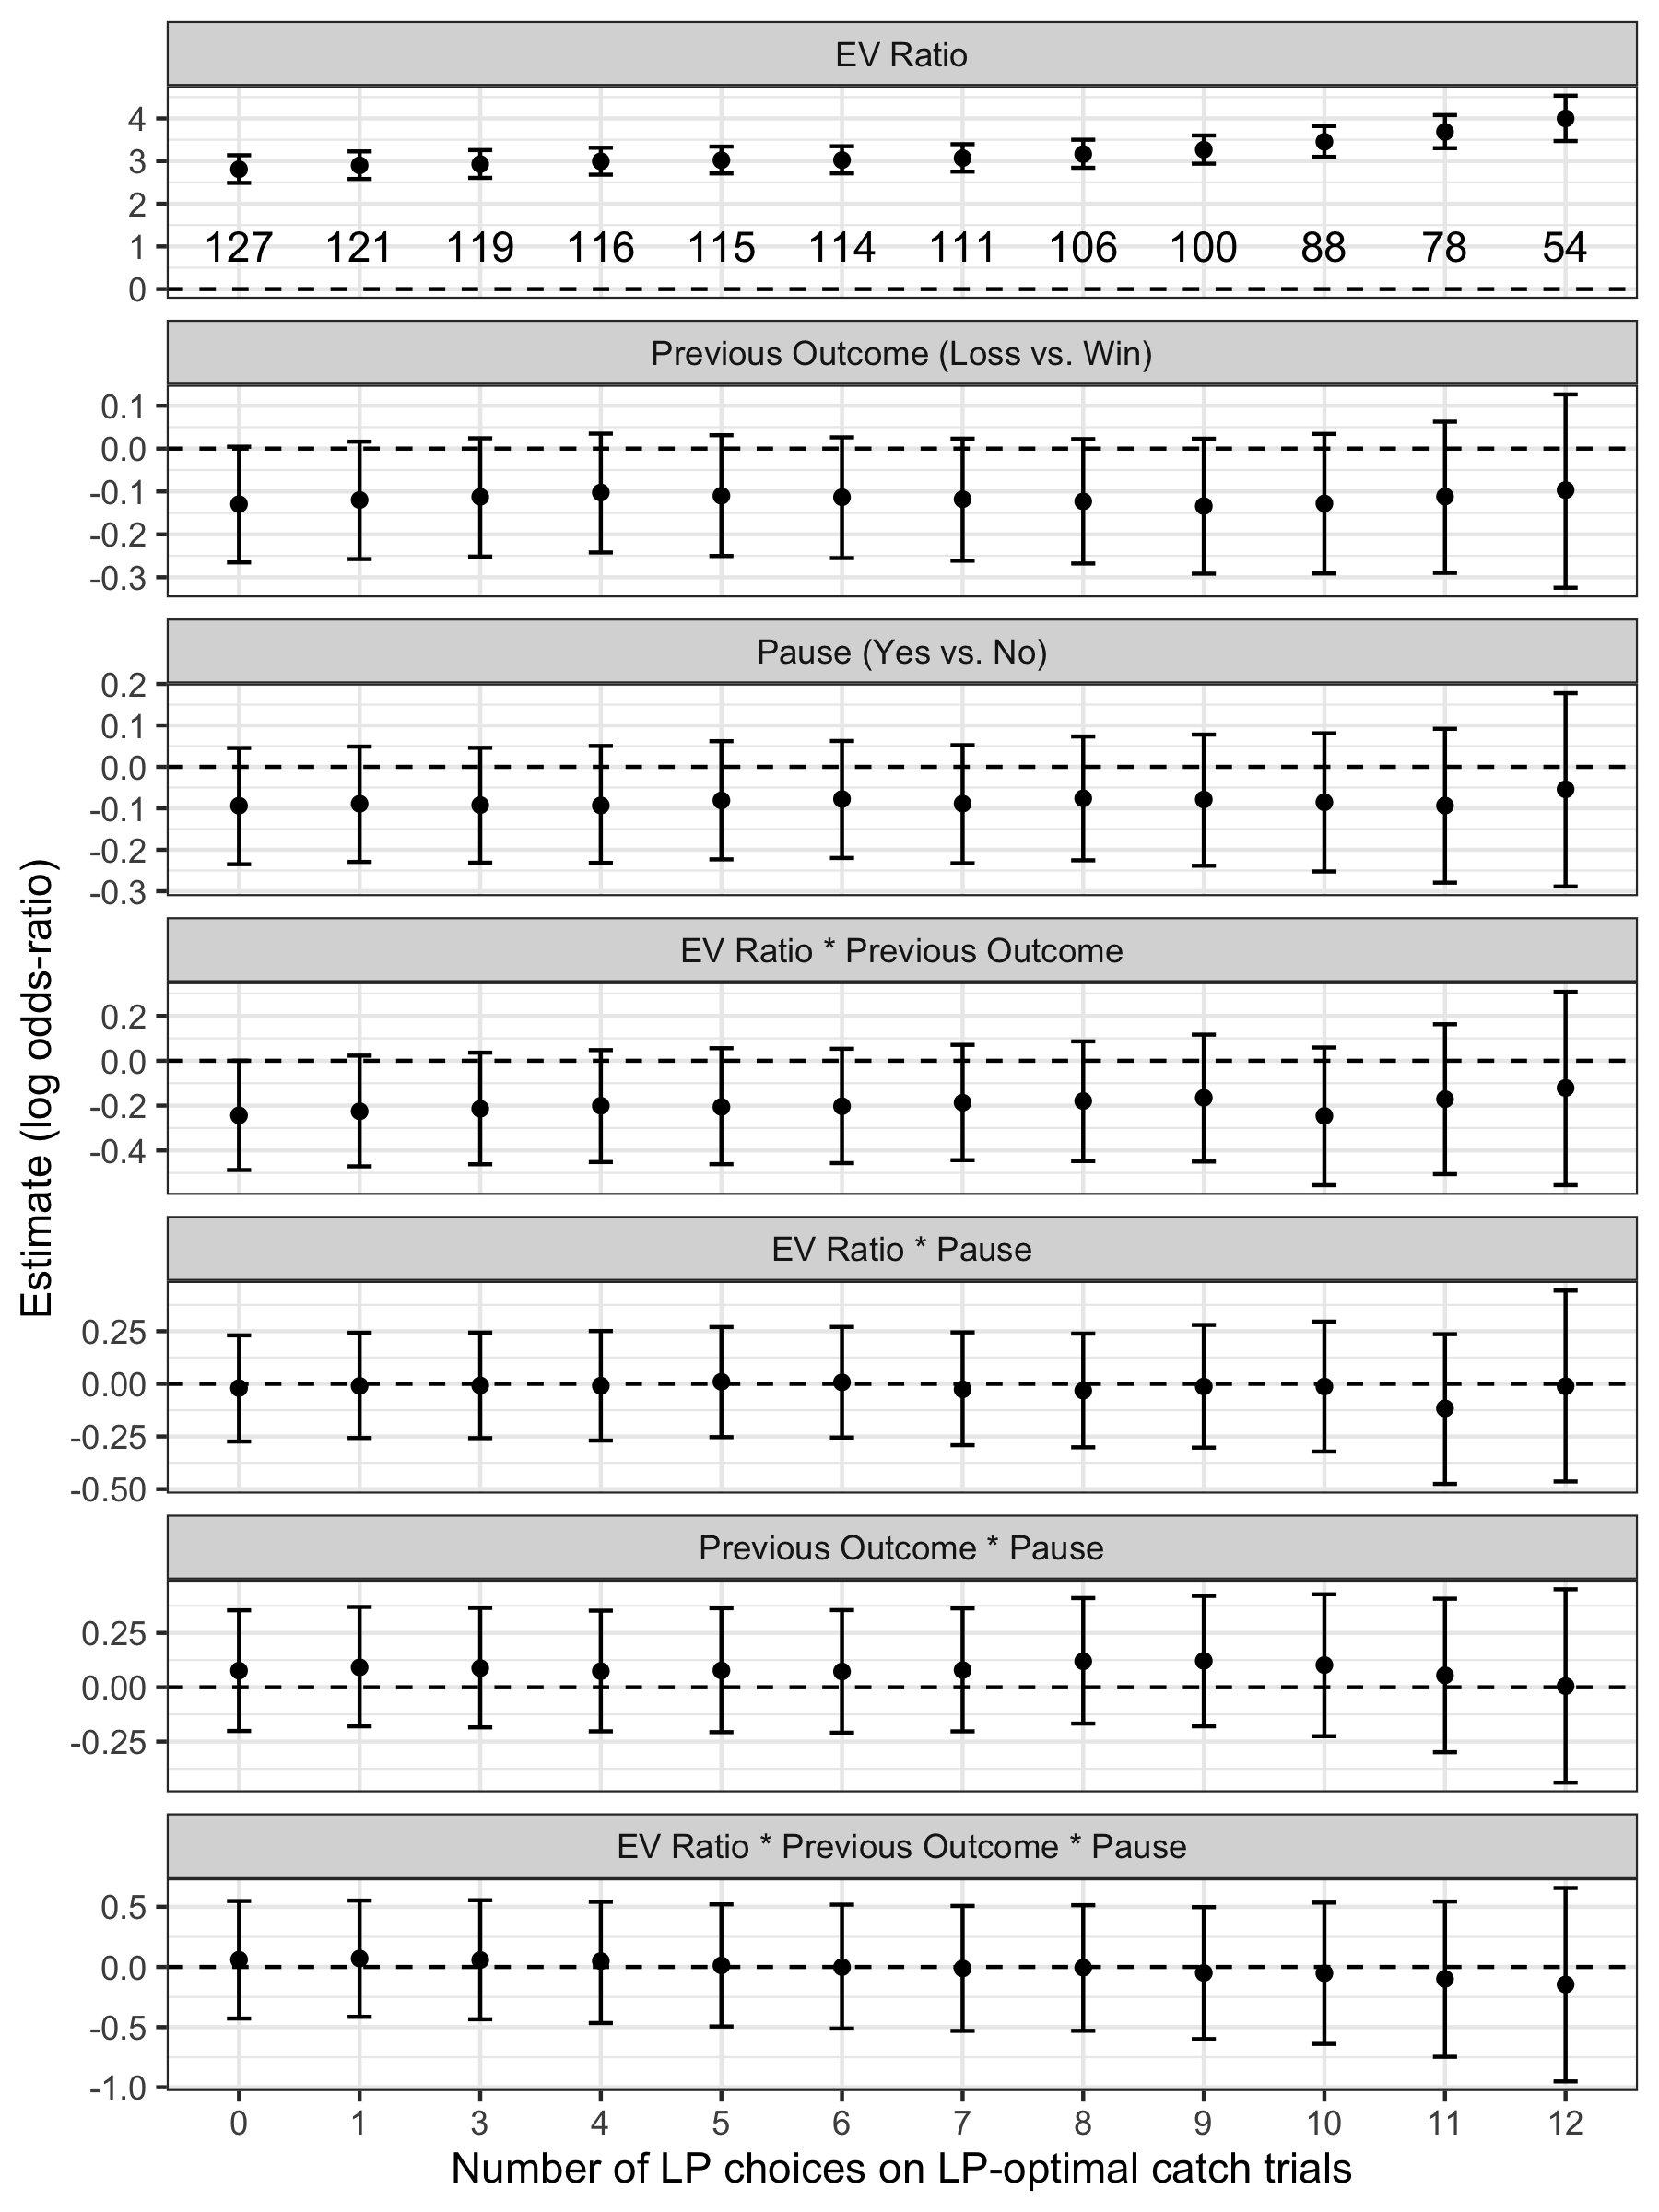 EV Ratio
4
3
2
1
0
127 121 119 116 115 114 111 106 100 88 78 54
Previous Outcome (Loss vs. Win)
0.1
0.0
-0.1
-0.2
-0.3
Pause (Yes vs. No)
0.2
0.1
0.0
-0.1
-0.2
-0.3
EV Ratio * Previous Outcome
0.2
0.0
-0.2
-0.4
EV Ratio * Pause
0.25
0.00
-0.25
-0.50
Previous Outcome * Pause
0.25
0.00
-0.25
EV Ratio * Previous Outcome * Pause
0.5
0.0
-0.5
-1.0
0 1 3 4 5 6 7 8 9 10 11 12
Number of LP choices on LP-optimal catch trials
Estimate (log odds-ratio)